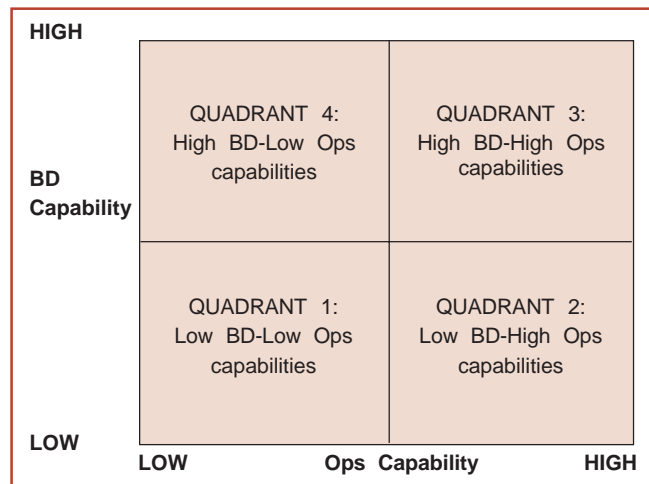 HIGH
QUADRANT 4:
High BD-Low Ops
capabilities
QUADRANT 3:
High BD-High Ops
capabilities
BD
Capability
QUADRANT 1:
Low BD-Low Ops
capabilities
QUADRANT 2:
Low BD-High Ops
capabilities
LOW
LOW Ops Capability HIGH